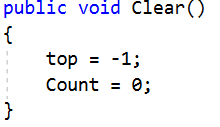 public void Clear()
{
    top = -1;
    Count = 0;
}